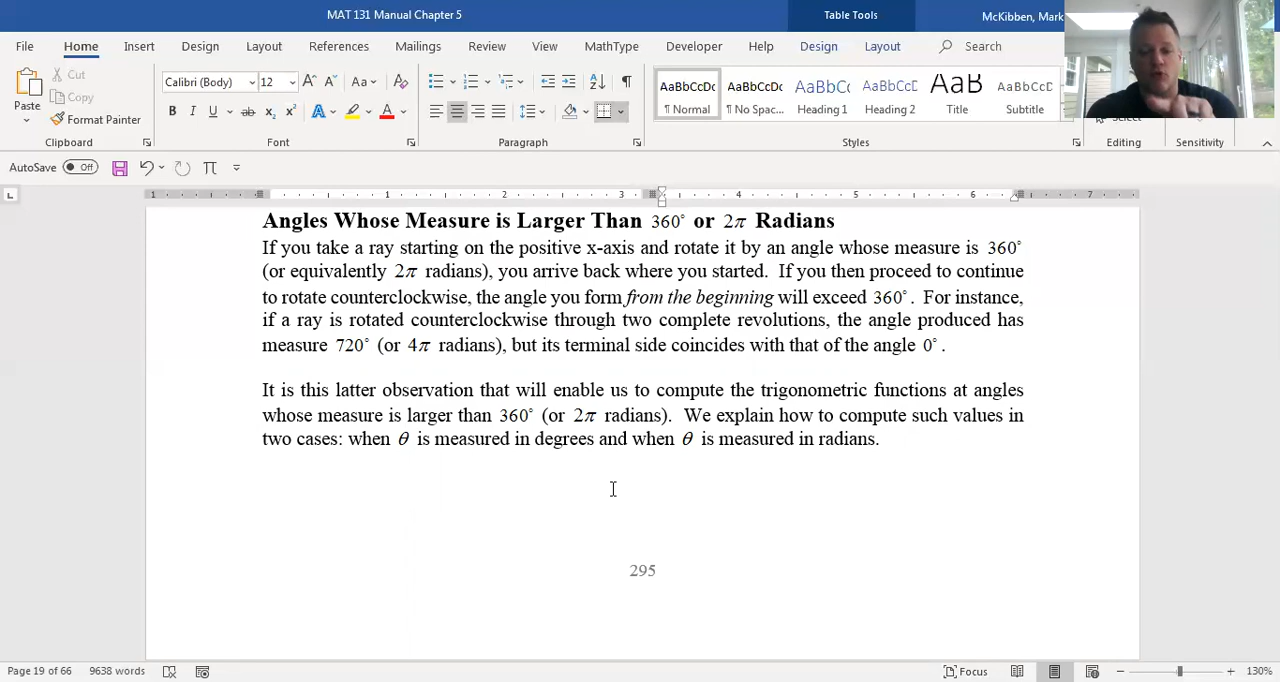 MAT 131 Manual Chapter 5
Table Tools
McKibben, Mark
File Home Insert Design Layout References Mailings Review View MathType Developer Help Design Layout Search
Paste
Cut
Copy
Format Painter
Calibri (Body) 12
AaBbCcDc AaBbCcDc AaBbCc AaBbCcD AaB AaBbCcD
¶ Normal ¶ No Spac... Heading 1 Heading 2 Title Subtitle
Select
Clipboard Font Paragraph Styles Editing Sensitivity
AutoSave Off
1 1 2 3 4 5 6 7
Angles Whose Measure is Larger Than 360° or 2π Radians
If you take a ray starting on the positive x-axis and rotate it by an angle whose measure is 360°
(or equivalently 2π radians), you arrive back where you started. If you then proceed to continue
to rotate counterclockwise, the angle you form from the beginning will exceed 360°. For instance,
if a ray is rotated counterclockwise through two complete revolutions, the angle produced has
measure 720° (or 4π radians), but its terminal side coincides with that of the angle 0°.
It is this latter observation that will enable us to compute the trigonometric functions at angles
whose measure is larger than 360° (or 2π radians). We explain how to compute such values in
two cases: when θ is measured in degrees and when θ is measured in radians.
295
Page 19 of 66 9638 words Focus 130%